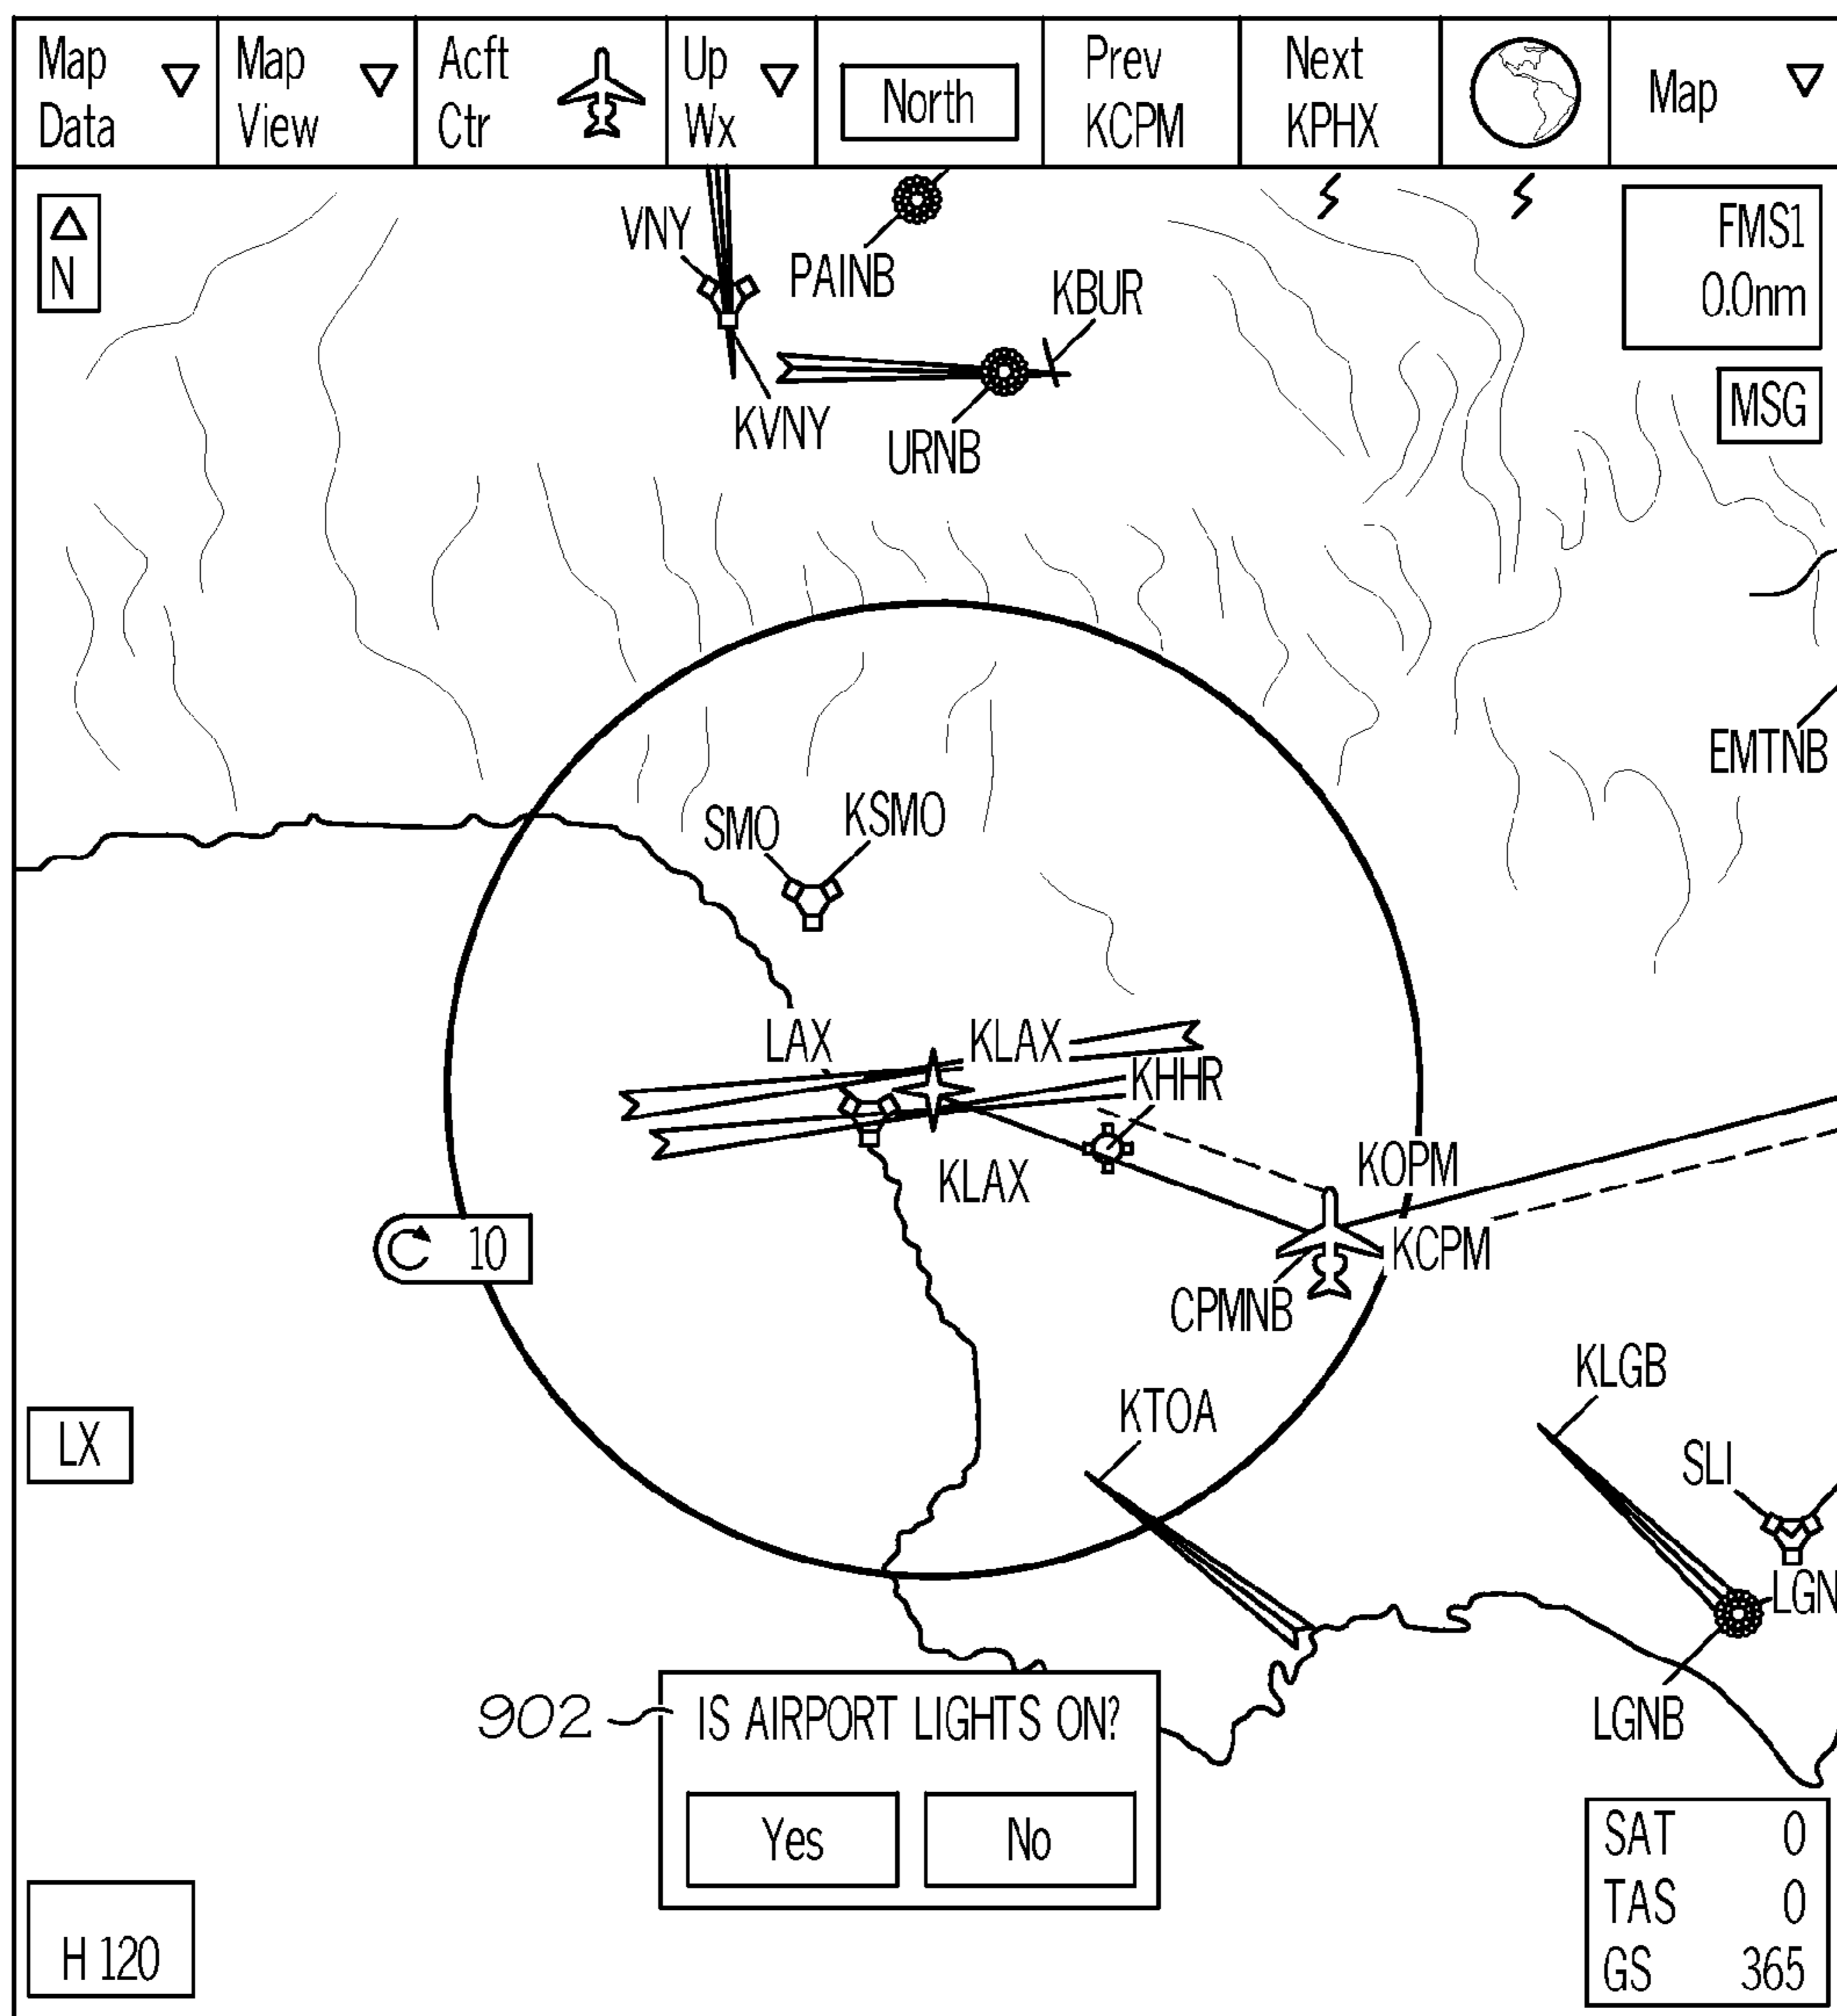 Map Data
Map View
Acft Ctr
Up Wx
North
Prev KCPM
Next KPHX
Map
N
VNY
PAINB
KBUR
FMS1
0.0nm
MSG
KVNY
URNB
EMTNB
SMO
KSMO
LAX
KLAX
KHHR
KLAX
KOPM
10
KCPM
CPMNB
KLGB
KTOA
LX
SLI
LGN
902
IS AIRPORT LIGHTS ON?
LGNB
Yes
No
SAT 0
TAS 0
H 120
GS 365